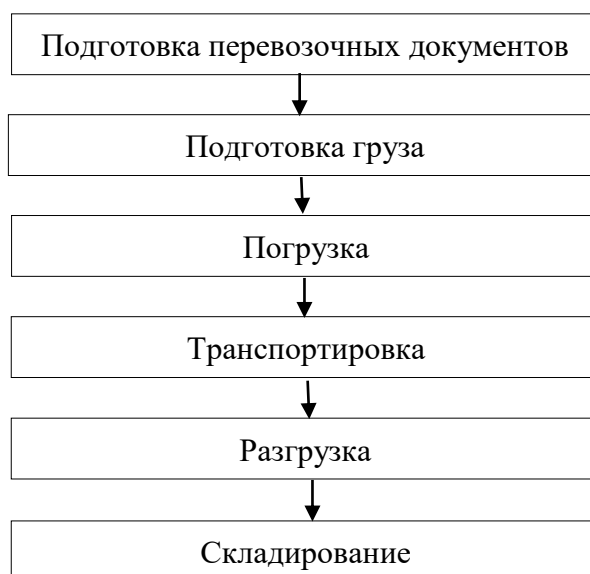 Подготовка перевозочных документов
Подготовка груза
Погрузка
Транспортировка
Разгрузка
Складирование